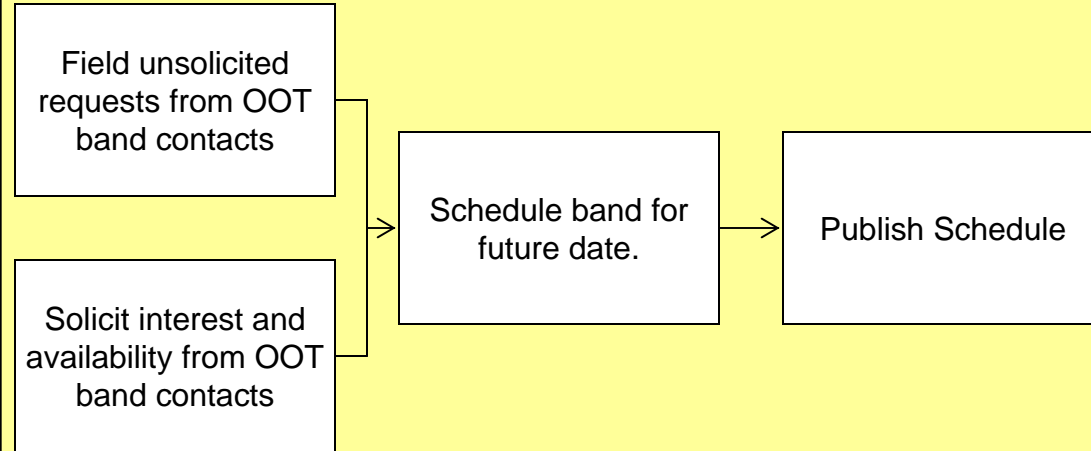 Field unsolicited
requests from OOT
band contacts
Solicit interest and
availability from OOT
band contacts
Schedule band for
future date.
Publish Schedule